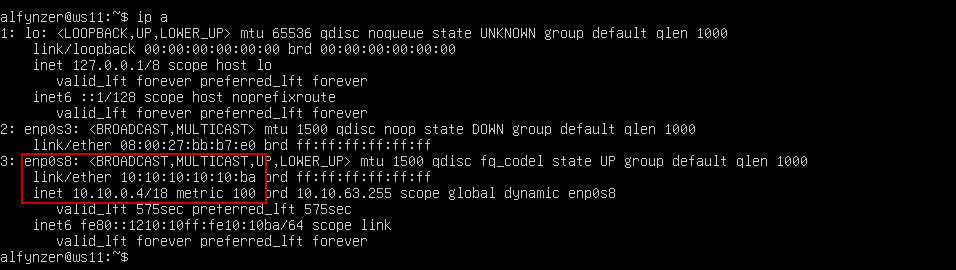 alfynzer@ws11:~$ ip a
1: lo: <LOOPBACK,UP,LOWER_UP> mtu 65536 qdisc noqueue state UNKNOWN group default qlen 1000
    link/loopback 00:00:00:00:00:00 brd 00:00:00:00:00:00
    inet 127.0.0.1/8 scope host lo
       valid_lft forever preferred_lft forever
    inet6 ::1/128 scope host noprefixroute
       valid_lft forever preferred_lft forever
2: enp0s3: <BROADCAST,MULTICAST> mtu 1500 qdisc noop state DOWN group default qlen 1000
    link/ether 08:00:27:bb:b7:e0 brd ff:ff:ff:ff:ff:ff
3: enp0s8: <BROADCAST,MULTICAST,UP,LOWER_UP> mtu 1500 qdisc fq_codel state UP group default qlen 1000
    link/ether 10:10:10:10:10:ba brd ff:ff:ff:ff:ff:ff
    inet 10.10.0.4/18 metric 100 brd 10.10.63.255 scope global dynamic enp0s8
       valid_lft 575sec preferred_lft 575sec
    inet6 fe80::1210:10ff:fe10:10ba/64 scope link
       valid_lft forever preferred_lft forever
alfynzer@ws11:~$